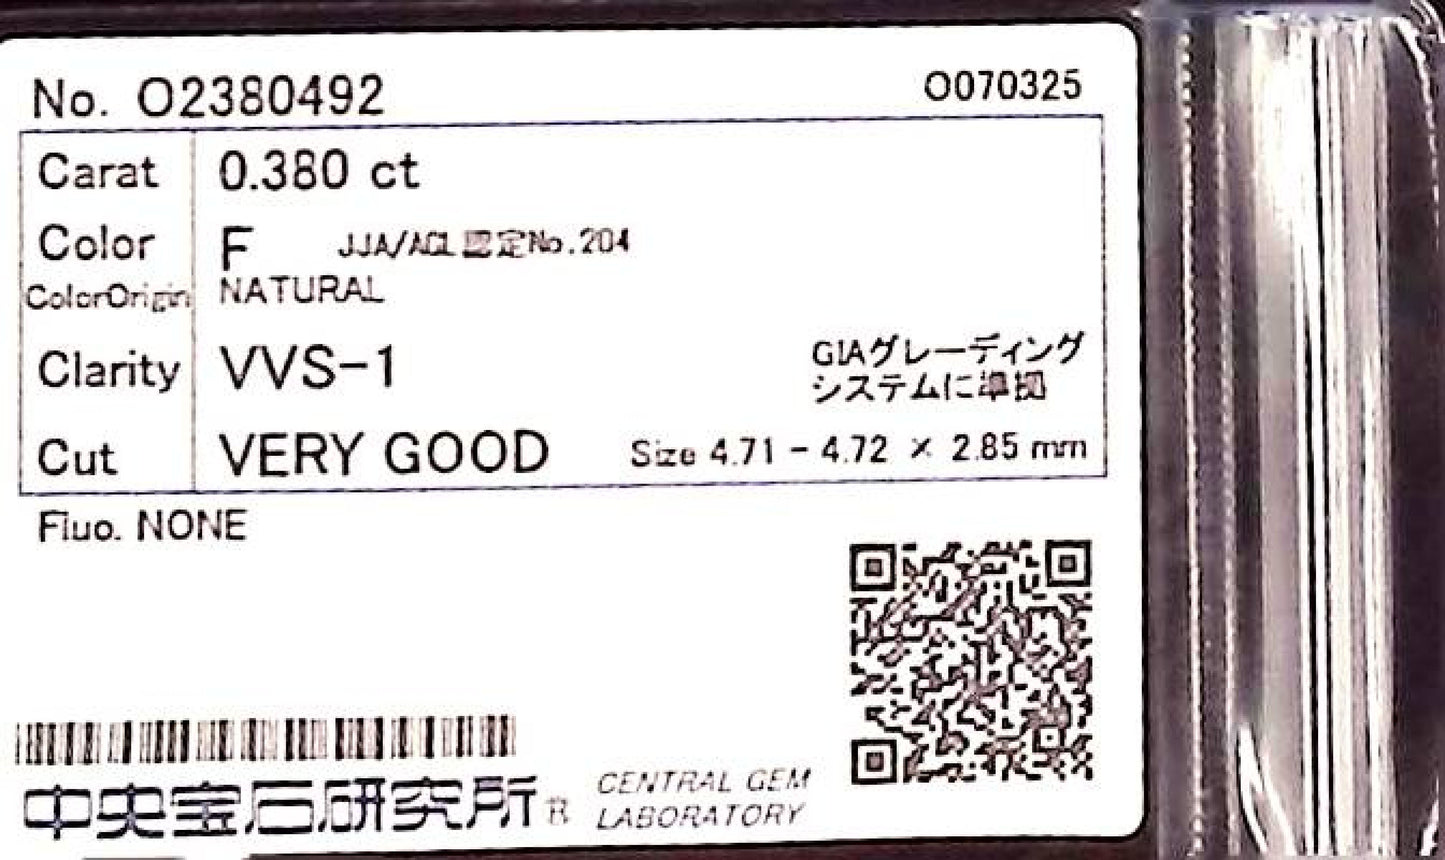 No. O2380492 O070325
Carat 0.380 ct
Color F JJA/AGL認定No.204
ColorOrigin NATURAL
Clarity VVS-1 GIAグレーディング
システムに準拠
Cut VERY GOOD Size 4.71 - 4.72 × 2.85 mm
Fluo. NONE
中央宝石研究所® CENTRAL GEM
LABORATORY